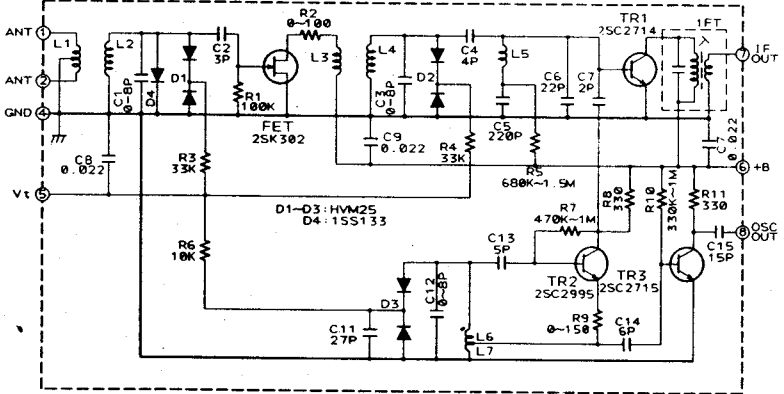 R2
0~100
TR1
2SC2714
IFT
ANT 1
L1
L2
C2
3P
L3
L4
C4
4P
L5
7 IF
OUT
D1
D2
C6
22P
C7
2P
ANT 2
C1
0~8P
D4
R1
100K
C3
0~8P
GND 4
FET
2SK302
C5
220P
C8
0.022
R3
33K
C9
0.022
R4
33K
C7
0.022
6 +B
R5
680K~1.5M
Vt 5
D1~D3:HVM25
D4:1SS133
R7
470K~1M
R8
330
R10
330K~1M
R11
330
8 OSC
OUT
R6
10K
C13
5P
C15
15P
TR2
2SC2995
TR3
2SC2715
D3
C12
0~8P
C11
27P
L6
L7
R9
0~150
C14
6P